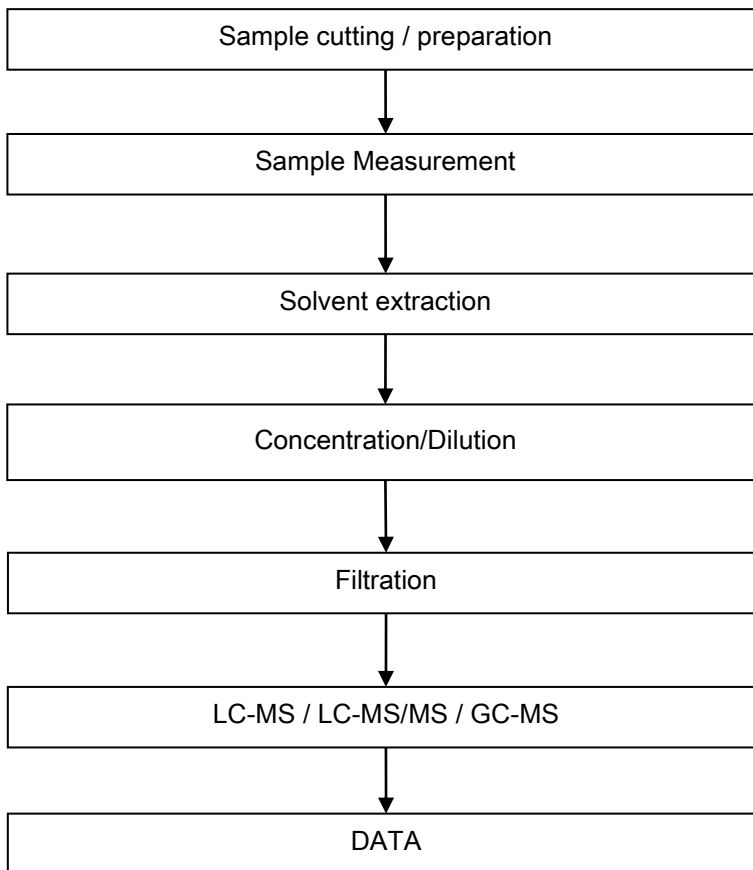 Sample cutting / preparation
Sample Measurement
Solvent extraction
Concentration/Dilution
Filtration
LC-MS / LC-MS/MS / GC-MS
DATA